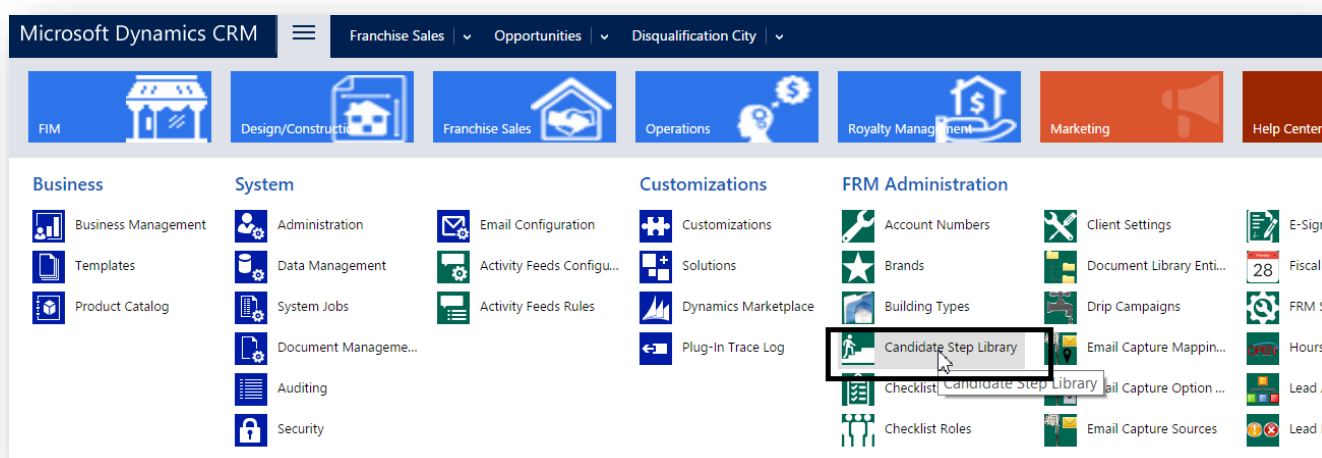 Microsoft Dynamics CRM Franchise Sales Opportunities Disqualification City
FIM Design/Construction Franchise Sales Operations Royalty Management Marketing Help Center
Business System Customizations FRM Administration
Business Management Administration Email Configuration Customizations Account Numbers Client Settings
Templates Data Management Activity Feeds Configu... Solutions Brands Document Library Enti... 28 Fiscal
Product Catalog System Jobs Activity Feeds Rules Dynamics Marketplace Building Types Drip Campaigns FRM
Document Manageme... Plug-In Trace Log Candidate Step Library Email Capture Mappin... OPEN Hours
Auditing Checklist Candidate Step Library ail Capture Option ... Lead
Security Checklist Roles Email Capture Sources Lead